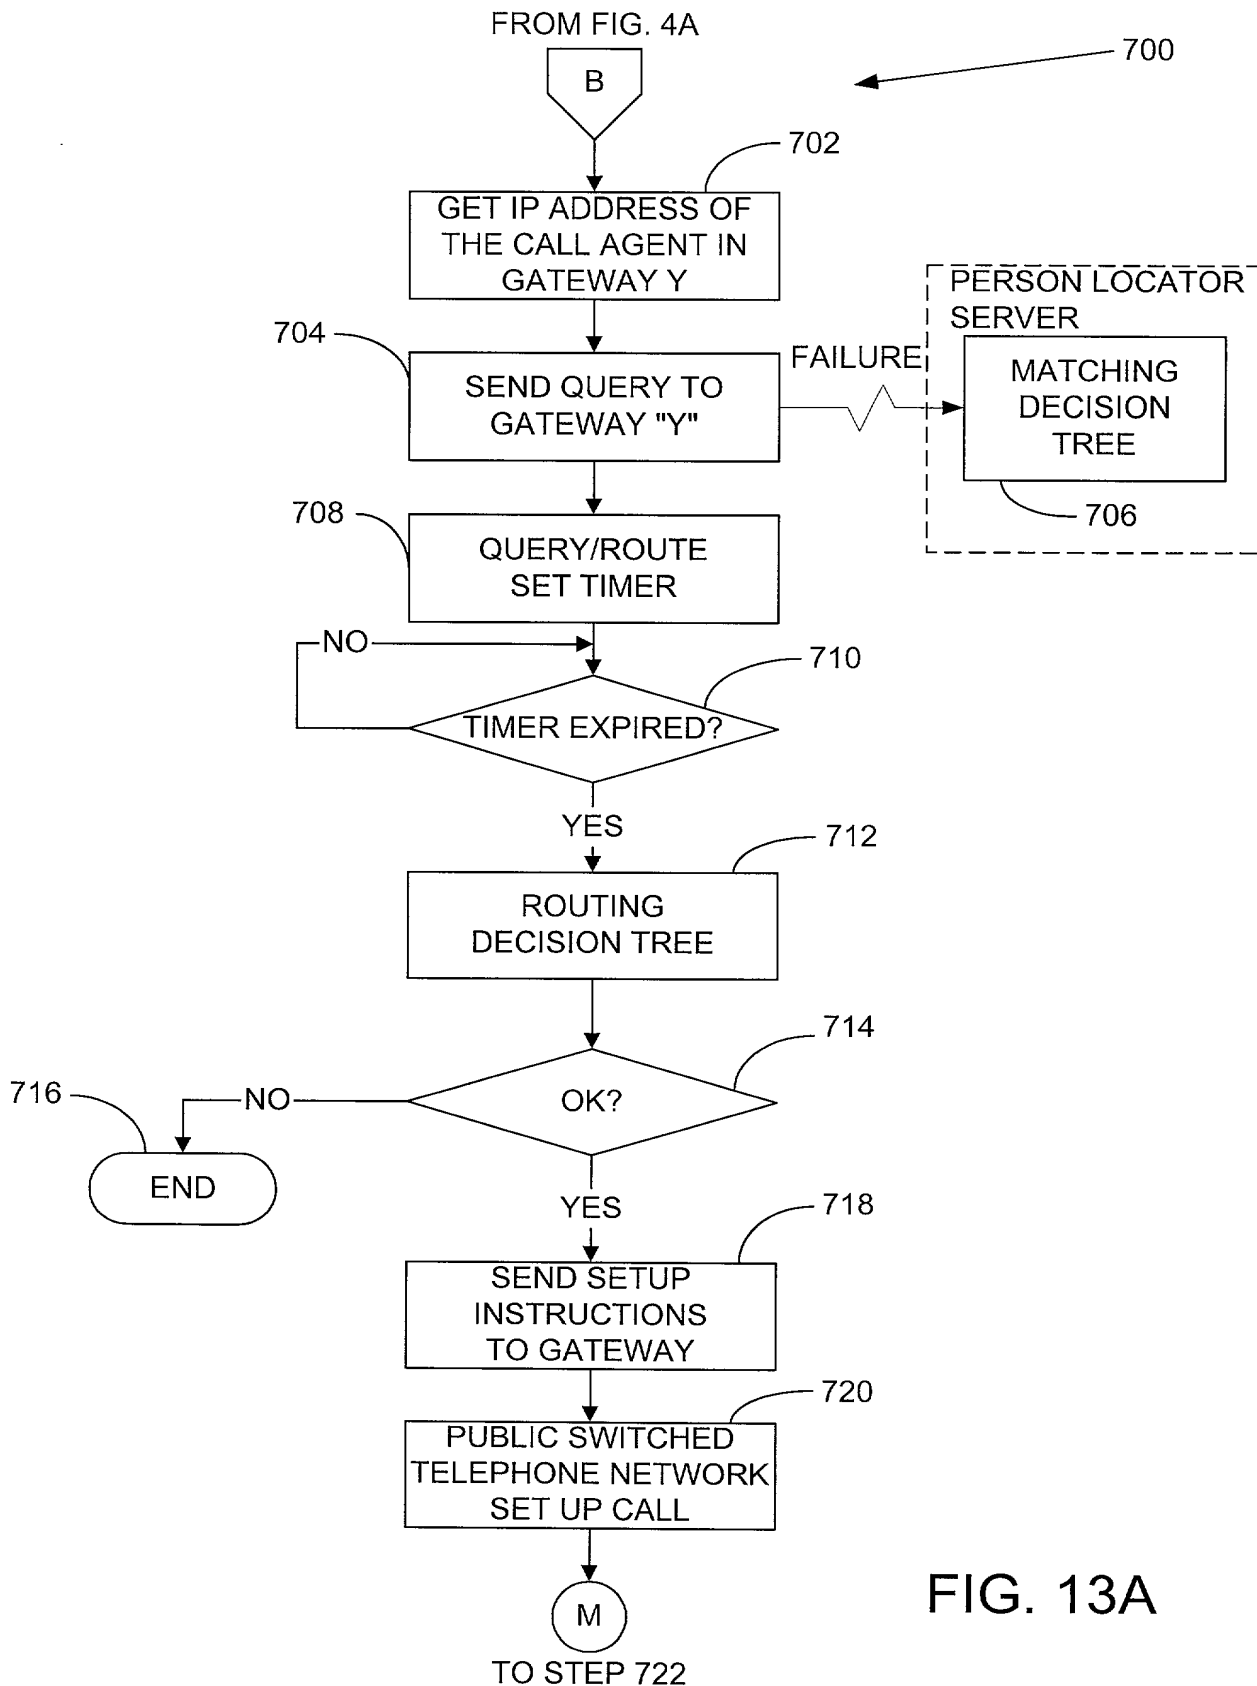 FROM FIG. 4A
B
700
702
GET IP ADDRESS OF
THE CALL AGENT IN
GATEWAY Y
PERSON LOCATOR
SERVER
704
SEND QUERY TO
GATEWAY "Y"
FAILURE
MATCHING
DECISION
TREE
706
708
QUERY/ROUTE
SET TIMER
NO
710
TIMER EXPIRED?
YES
712
ROUTING
DECISION TREE
714
OK?
NO
716
END
YES
718
SEND SETUP
INSTRUCTIONS
TO GATEWAY
720
PUBLIC SWITCHED
TELEPHONE NETWORK
SET UP CALL
M
TO STEP 722
FIG. 13A